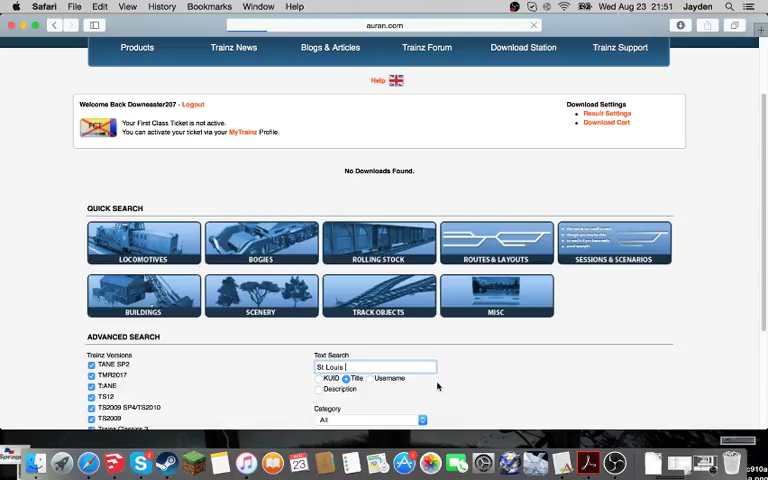 Safari File Edit View History Bookmarks Window Help Wed Aug 23 21:51 Jayden
auran.com
Products Trainz News Blogs & Articles Trainz Forum Download Station Trainz Support
Help
Welcome Back Downeaster207 - Logout
Download Settings
Your First Class Ticket is not active.
You can activate your ticket via your MyTrainz Profile.
Result Settings
Download Cart
No Downloads Found.
QUICK SEARCH
LOCOMOTIVES BOGIES ROLLING STOCK ROUTES & LAYOUTS SESSIONS & SCENARIOS
BUILDINGS SCENERY TRACK OBJECTS MISC
ADVANCED SEARCH
Trainz Versions
TANE SP2
TMR2017
T:ANE
TS12
TS2009 SP4/TS2010
TS2009
Text Search
St Louis
KUID Title Username
Description
Category
All